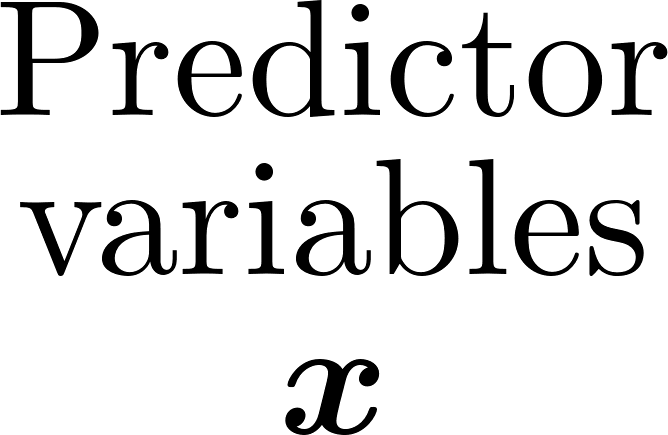 Predictor
variables
x